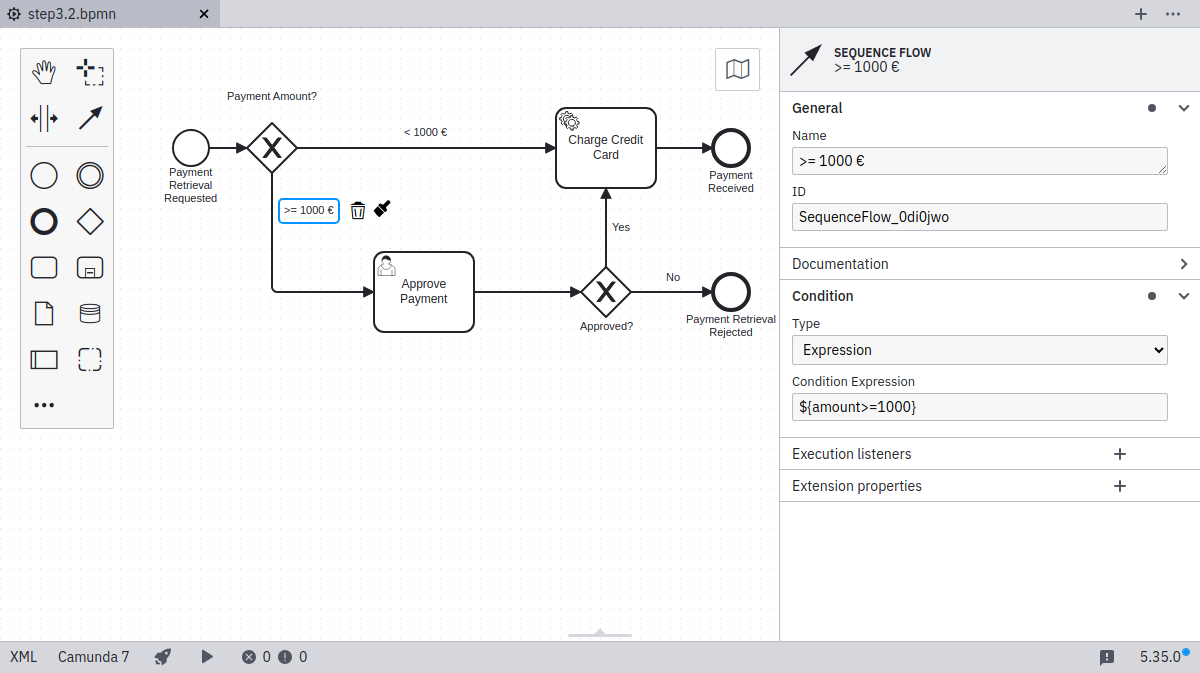 step3.2.bpmn
Payment Amount?
< 1000 €
Payment
Retrieval
Requested
>= 1000 €
Charge Credit
Card
Payment
Received
Yes
Approve
Payment
Approved?
No
Payment Retrieval
Rejected
SEQUENCE FLOW
>= 1000 €
General
Name
>= 1000 €
ID
SequenceFlow_0di0jwo
Documentation
Condition
Type
Expression
Condition Expression
${amount>=1000}
Execution listeners
Extension properties
XML Camunda 7 0 0 5.35.0